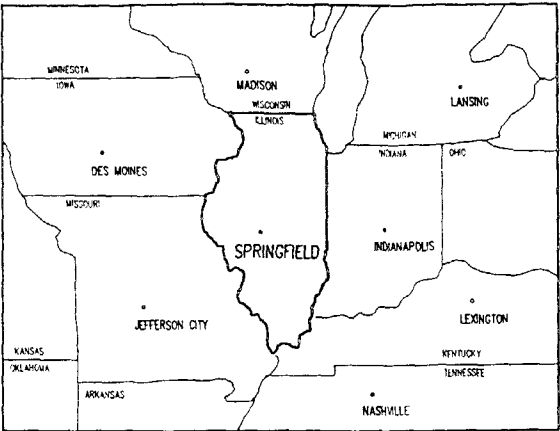 MINNESOTA
IOWA
MADISON
WISCONSIN
ILLINOIS
LANSING
MICHIGAN
INDIANA
OHIO
DES MOINES
MISSOURI
SPRINGFIELD
INDIANAPOLIS
JEFFERSON CITY
LEXINGTON
KANSAS
OKLAHOMA
KENTUCKY
TENNESSEE
ARKANSAS
NASHVILLE